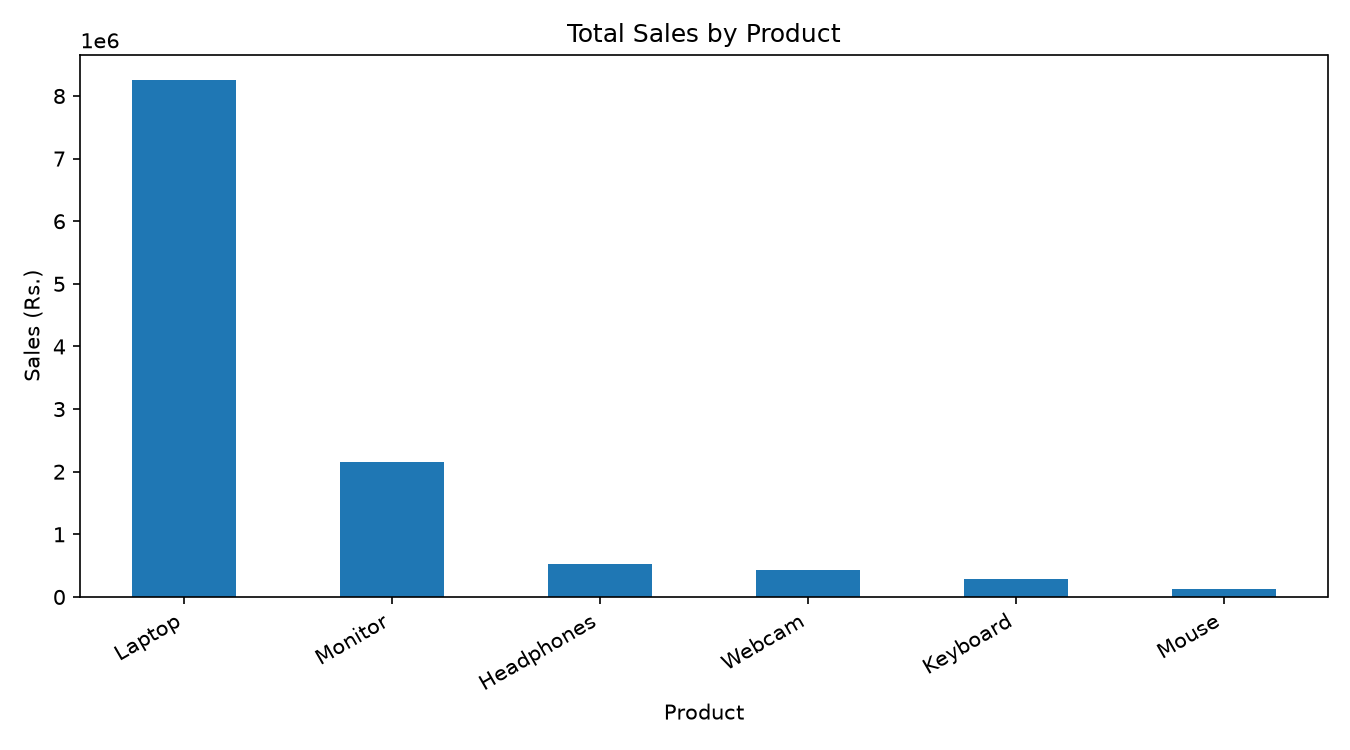 Total Sales by Product
1e6
8
7
6
5
4
3
2
1
0
Sales (Rs.)
Laptop
Monitor
Headphones
Webcam
Keyboard
Mouse
Product